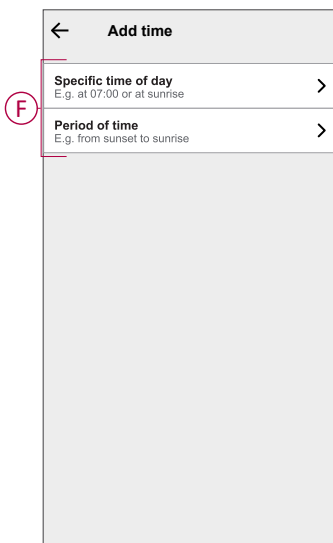 Add time
Specific time of day
E.g. at 07:00 or at sunrise
F
Period of time
E.g. from sunset to sunrise